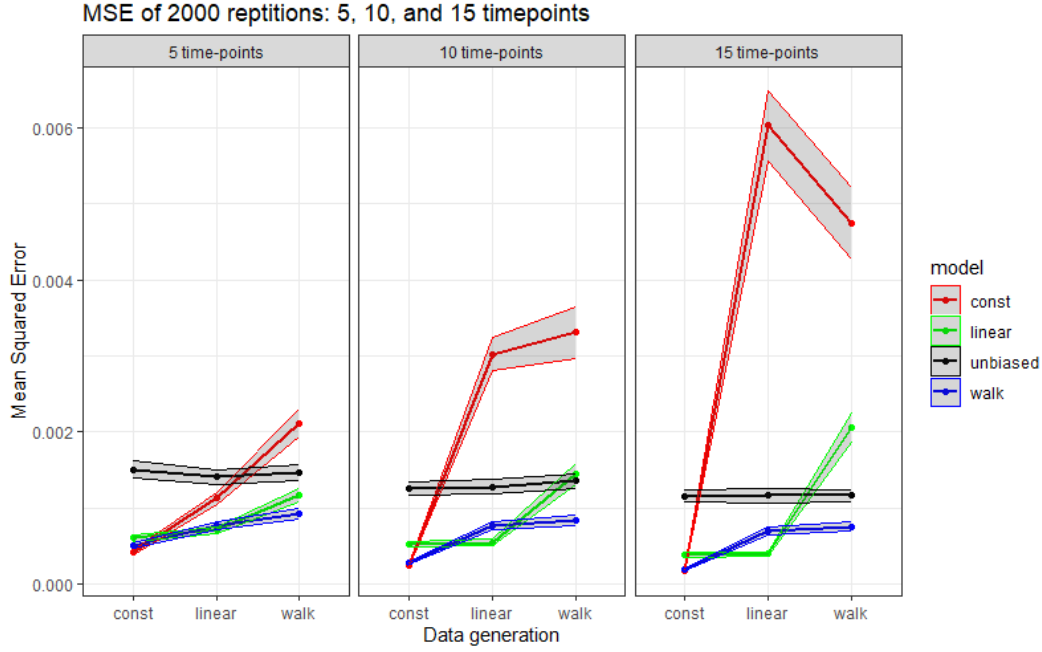 MSE of 2000 reptitions: 5, 10, and 15 timepoints
5 time-points
10 time-points
15 time-points
Mean Squared Error
0.006
0.004
0.002
0.000
const linear walk
const linear walk
const linear walk
Data generation
model
const
linear
unbiased
walk